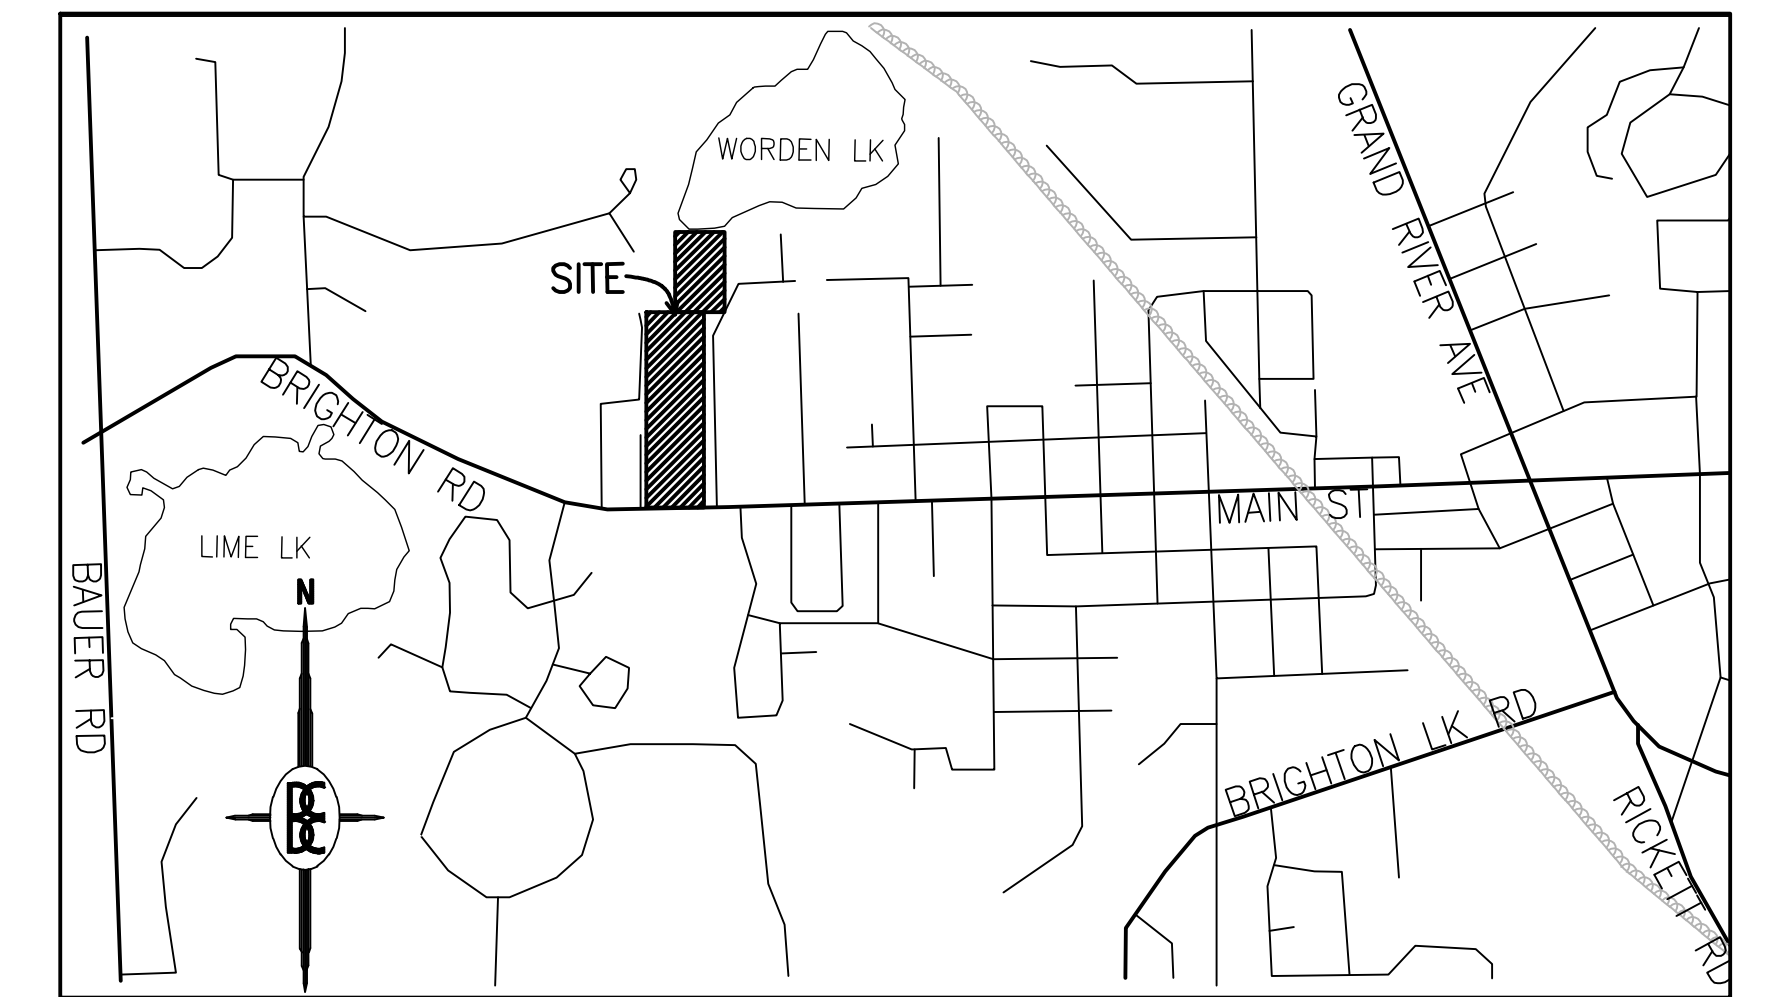 WORDEN LK
GRAND RIVER AVE
SITE
BRIGHTON RD
MAIN ST
LIME LK
N
BAUER RD
BRIGHTON LK RD
RICKETT RD